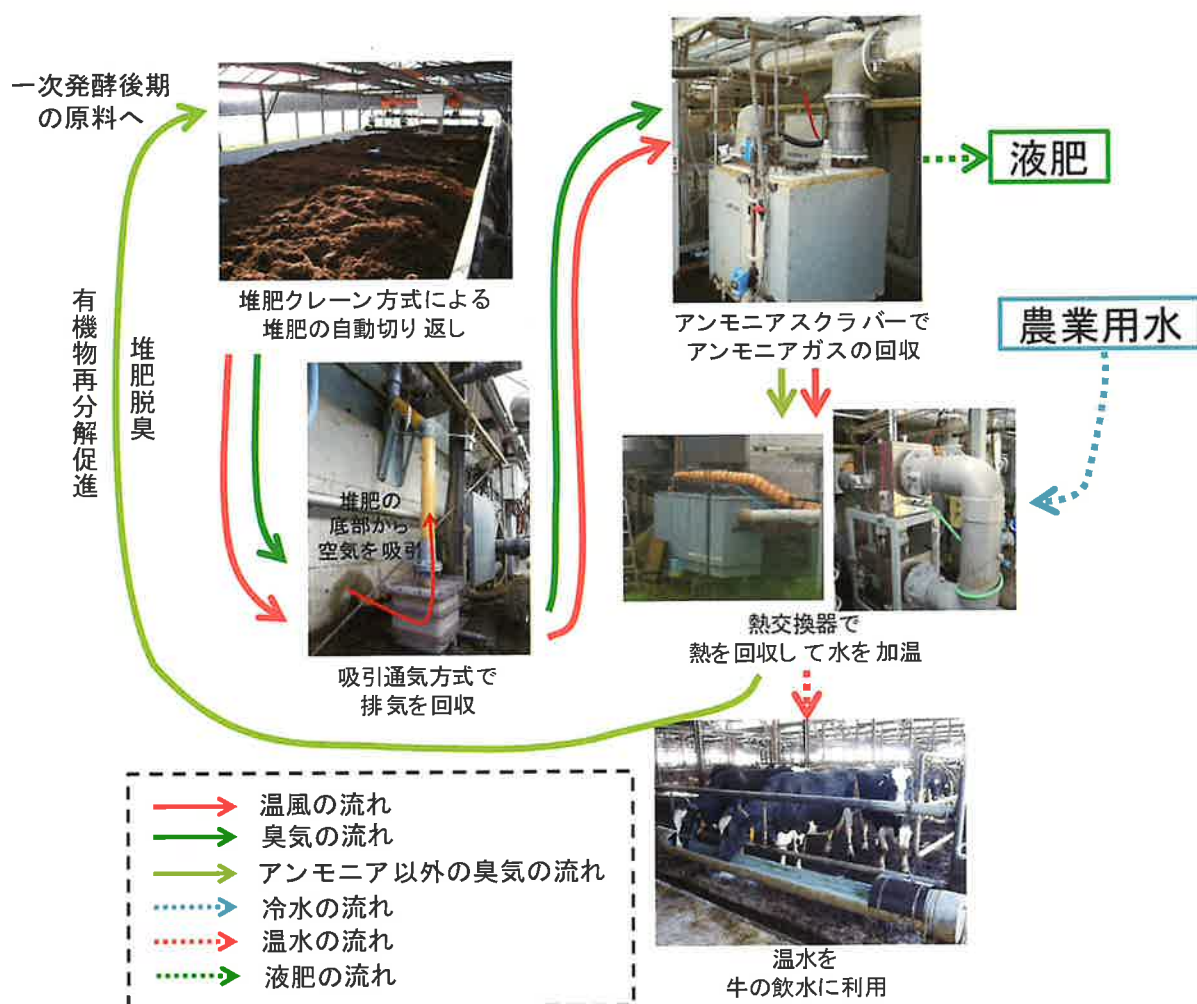 一次発酵後期
の原料へ
堆肥クレーン方式による
堆肥の自動切り返し
アンモニアスクラバーで
アンモニアガスの回収
液肥
農業用水
有機物再分解促進
堆肥脱臭
堆肥の
底部から
空気を吸引
吸引通気方式で
排気を回収
熱交換器で
熱を回収して水を加温
温水を
牛の飲水に利用
温風の流れ
臭気の流れ
アンモニア以外の臭気の流れ
冷水の流れ
温水の流れ
液肥の流れ